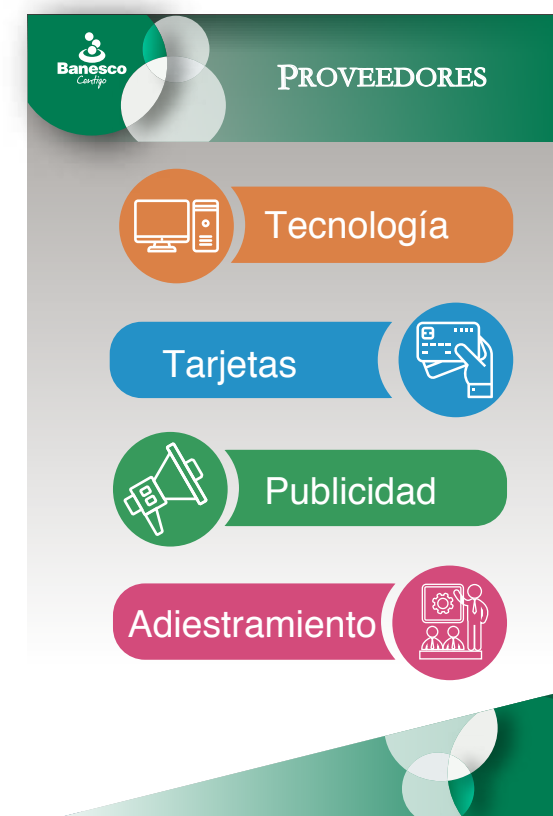 Banesco
Contigo
PROVEEDORES
Tecnología
Tarjetas
Publicidad
Adiestramiento
B